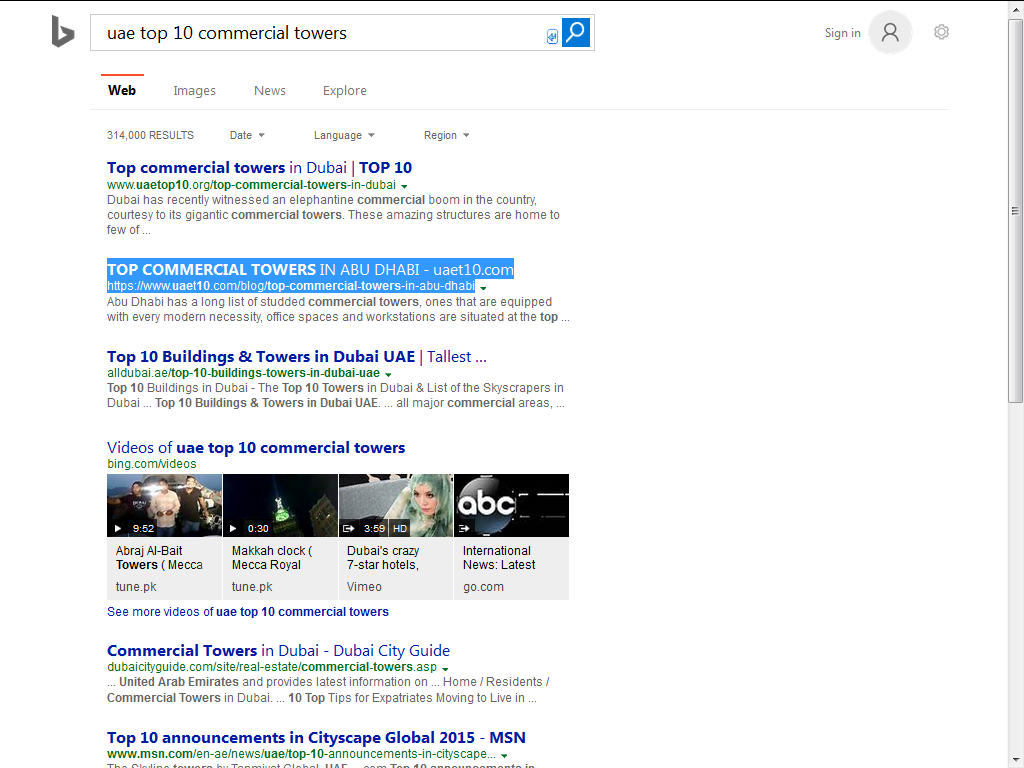 uae top 10 commercial towers
Sign in
Web Images News Explore
314,000 RESULTS Date Language Region
Top commercial towers in Dubai | TOP 10
www.uaetop10.org/top-commercial-towers-in-dubai
Dubai has recently witnessed an elephantine commercial boom in the country,
courtesy to its gigantic commercial towers. These amazing structures are home to
few of ...
TOP COMMERCIAL TOWERS IN ABU DHABI - uaet10.com
https://www.uaet10.com/blog/top-commercial-towers-in-abu-dhabi
Abu Dhabi has a long list of studded commercial towers, ones that are equipped
with every modern necessity, office spaces and workstations are situated at the top ...
Top 10 Buildings & Towers in Dubai UAE | Tallest ...
alldubai.ae/top-10-buildings-towers-in-dubai-uae
Top 10 Buildings in Dubai - The Top 10 Towers in Dubai & List of the Skyscrapers in
Dubai ... Top 10 Buildings & Towers in Dubai UAE. ... all major commercial areas, ...
Videos of uae top 10 commercial towers
bing.com/videos
9:52
Abraj Al-Bait
Towers ( Mecca
tune.pk
0:30
Makkah clock (
Mecca Royal
tune.pk
3:59 HD
Dubai's crazy
7-star hotels,
Vimeo
abc
International
News: Latest
go.com
See more videos of uae top 10 commercial towers
Commercial Towers in Dubai - Dubai City Guide
dubaicityguide.com/site/real-estate/commercial-towers.asp
... United Arab Emirates and provides latest information on ... Home / Residents /
Commercial Towers in Dubai. ... 10 Top Tips for Expatriates Moving to Live in ...
Top 10 announcements in Cityscape Global 2015 - MSN
www.msn.com/en-ae/news/uae/top-10-announcements-in-cityscape...
The Skyline towers by Tanmiyat Global, UAE ... com Top 10 announcements in